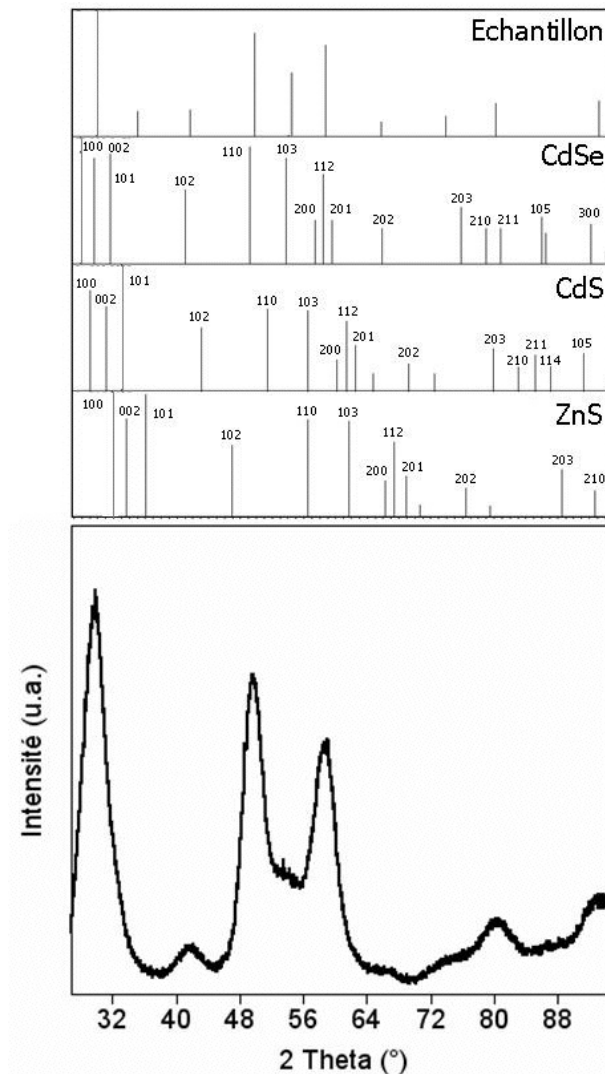 Echantillon
CdSe
100 002 101 102 110 103 200 112 201 202 203 210 211 105 300
CdS
100 002 101 102 110 103 200 112 201 202 203 210 211 114 105
ZnS
100 002 101 102 110 103 200 112 201 202 203 210
Intensité (u.a.)
32 40 48 56 64 72 80 88
2 Theta (°)